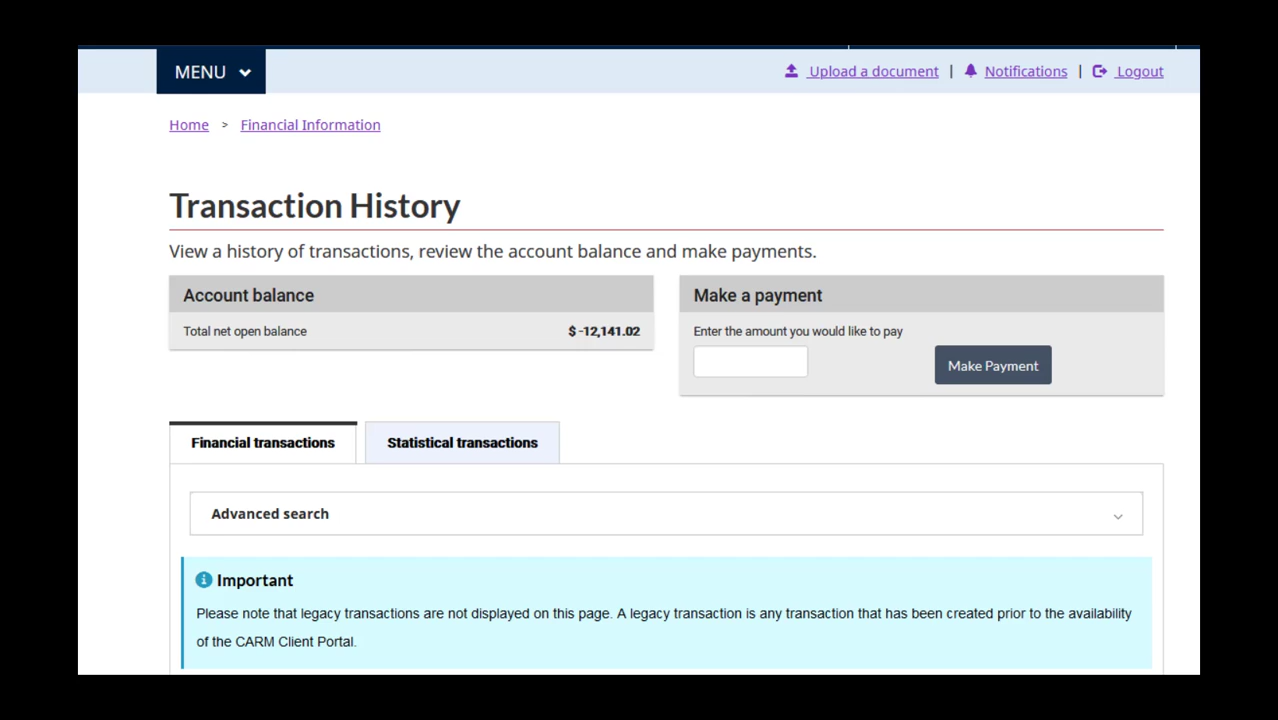 MENU
Upload a document | Notifications | Logout
Home > Financial Information
Transaction History
View a history of transactions, review the account balance and make payments.
Account balance
Total net open balance $ -12,141.02
Make a payment
Enter the amount you would like to pay
Make Payment
Financial transactions Statistical transactions
Advanced search
Important
Please note that legacy transactions are not displayed on this page. A legacy transaction is any transaction that has been created prior to the availability
of the CARM Client Portal.